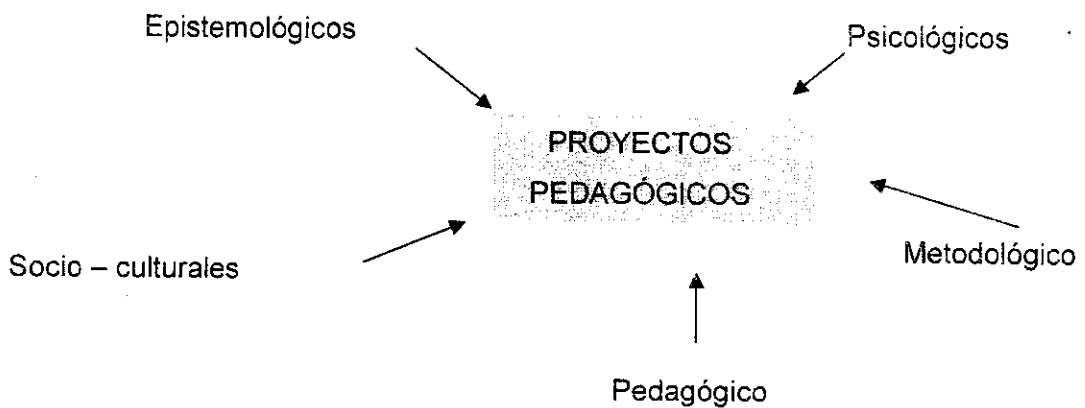 Epistemológicos
Psicológicos
PROYECTOS
PEDAGÓGICOS
Socio – culturales
Metodológico
Pedagógico